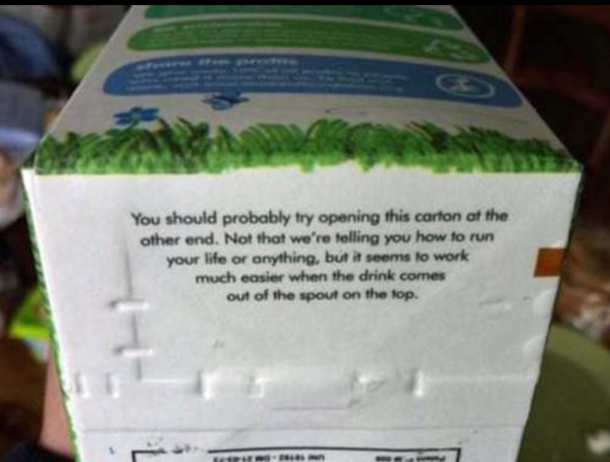 share the profits
You should probably try opening this carton at the
other end. Not that we're telling you how to run
your life or anything, but it seems to work
much easier when the drink comes
out of the spout on the top.